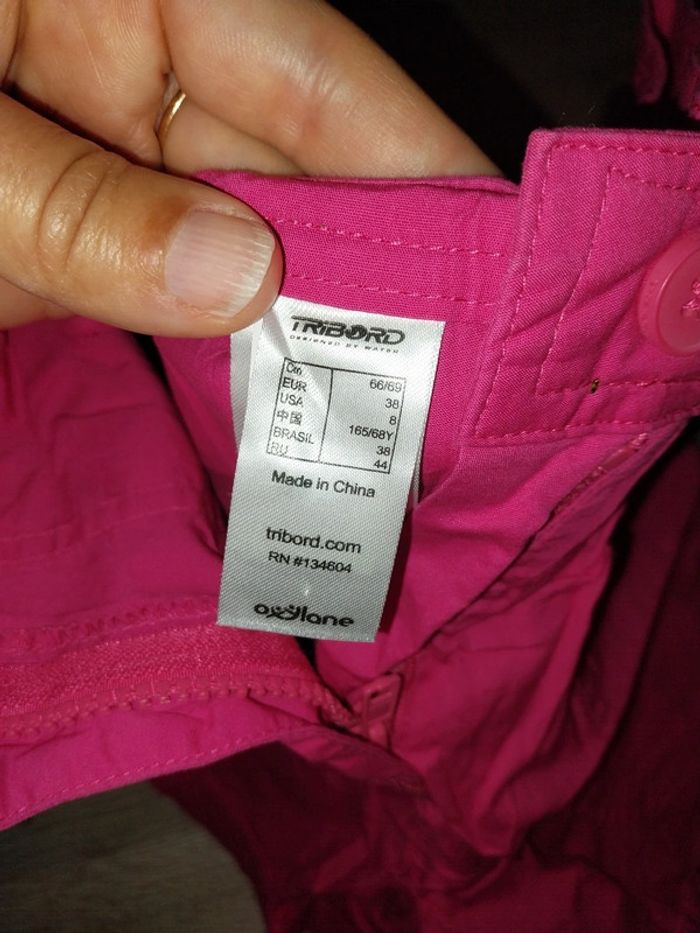 TRIBORD
DESIGNED BY WATER
Cm 66/69
EUR 38
USA 8
中国 165/68Y
BRASIL 38
RU 44
Made in China
tribord.com
RN #134604
oxylane